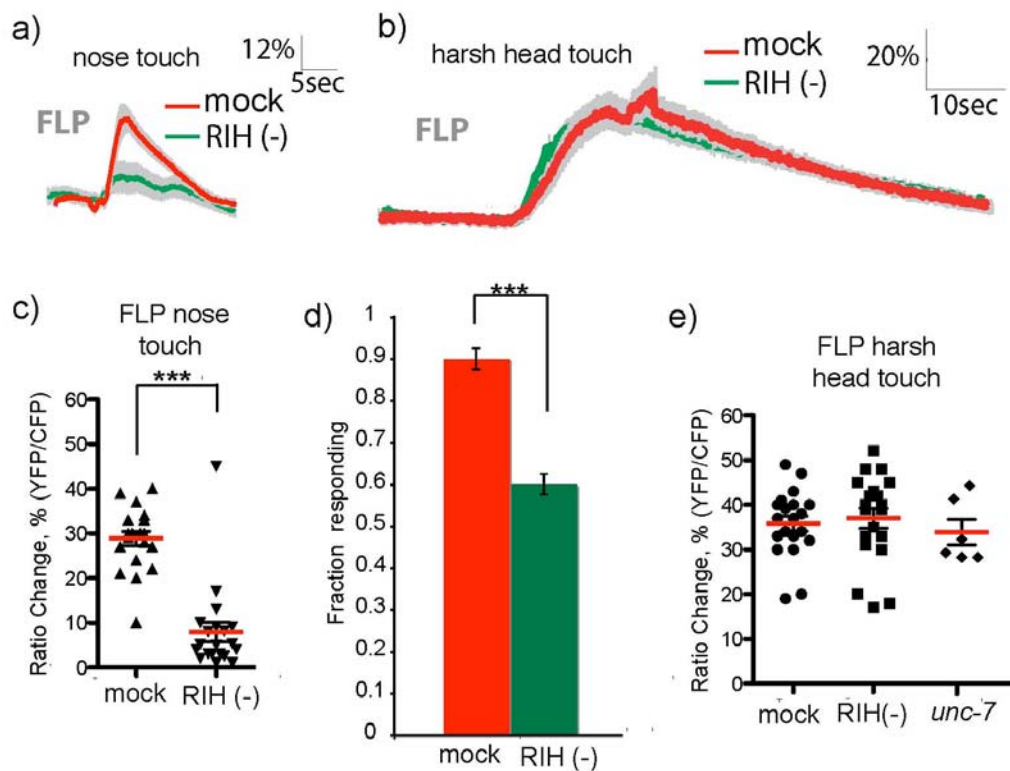 a)
nose touch
12%
5sec
FLP
mock
RIH (-)
b)
harsh head touch
mock
RIH (-)
20%
10sec
FLP
c)
FLP nose
touch
***
Ratio Change, % (YFP/CFP)
60
50
40
30
20
10
0
mock
RIH (-)
d)
***
Fraction responding
1
0.9
0.8
0.7
0.6
0.5
0.4
0.3
0.2
0.1
0
mock
RIH (-)
e)
FLP harsh
head touch
Ratio Change, % (YFP/CFP)
60
50
40
30
20
10
0
mock
RIH(-)
unc-7